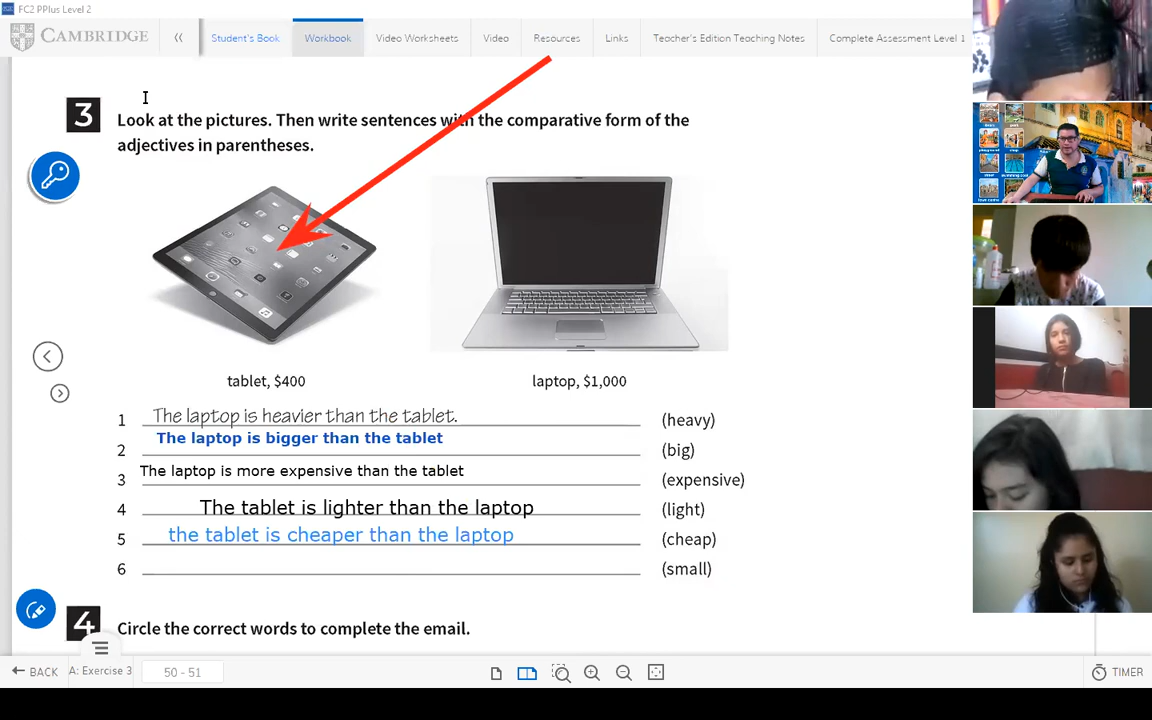 FC2 PPlus Level 2
CAMBRIDGE
Student's Book
Workbook
Video Worksheets
Video
Resources
Links
Teacher's Edition Teaching Notes
Complete Assessment Level 1
3
Look at the pictures. Then write sentences with the comparative form of the
adjectives in parentheses.
tablet, $400
laptop, $1,000
1 The laptop is heavier than the tablet. (heavy)
2 The laptop is bigger than the tablet (big)
3 The laptop is more expensive than the tablet (expensive)
4 The tablet is lighter than the laptop (light)
5 the tablet is cheaper than the laptop (cheap)
6 (small)
4 Circle the correct words to complete the email.
BACK
A: Exercise 3
50 - 51
TIMER